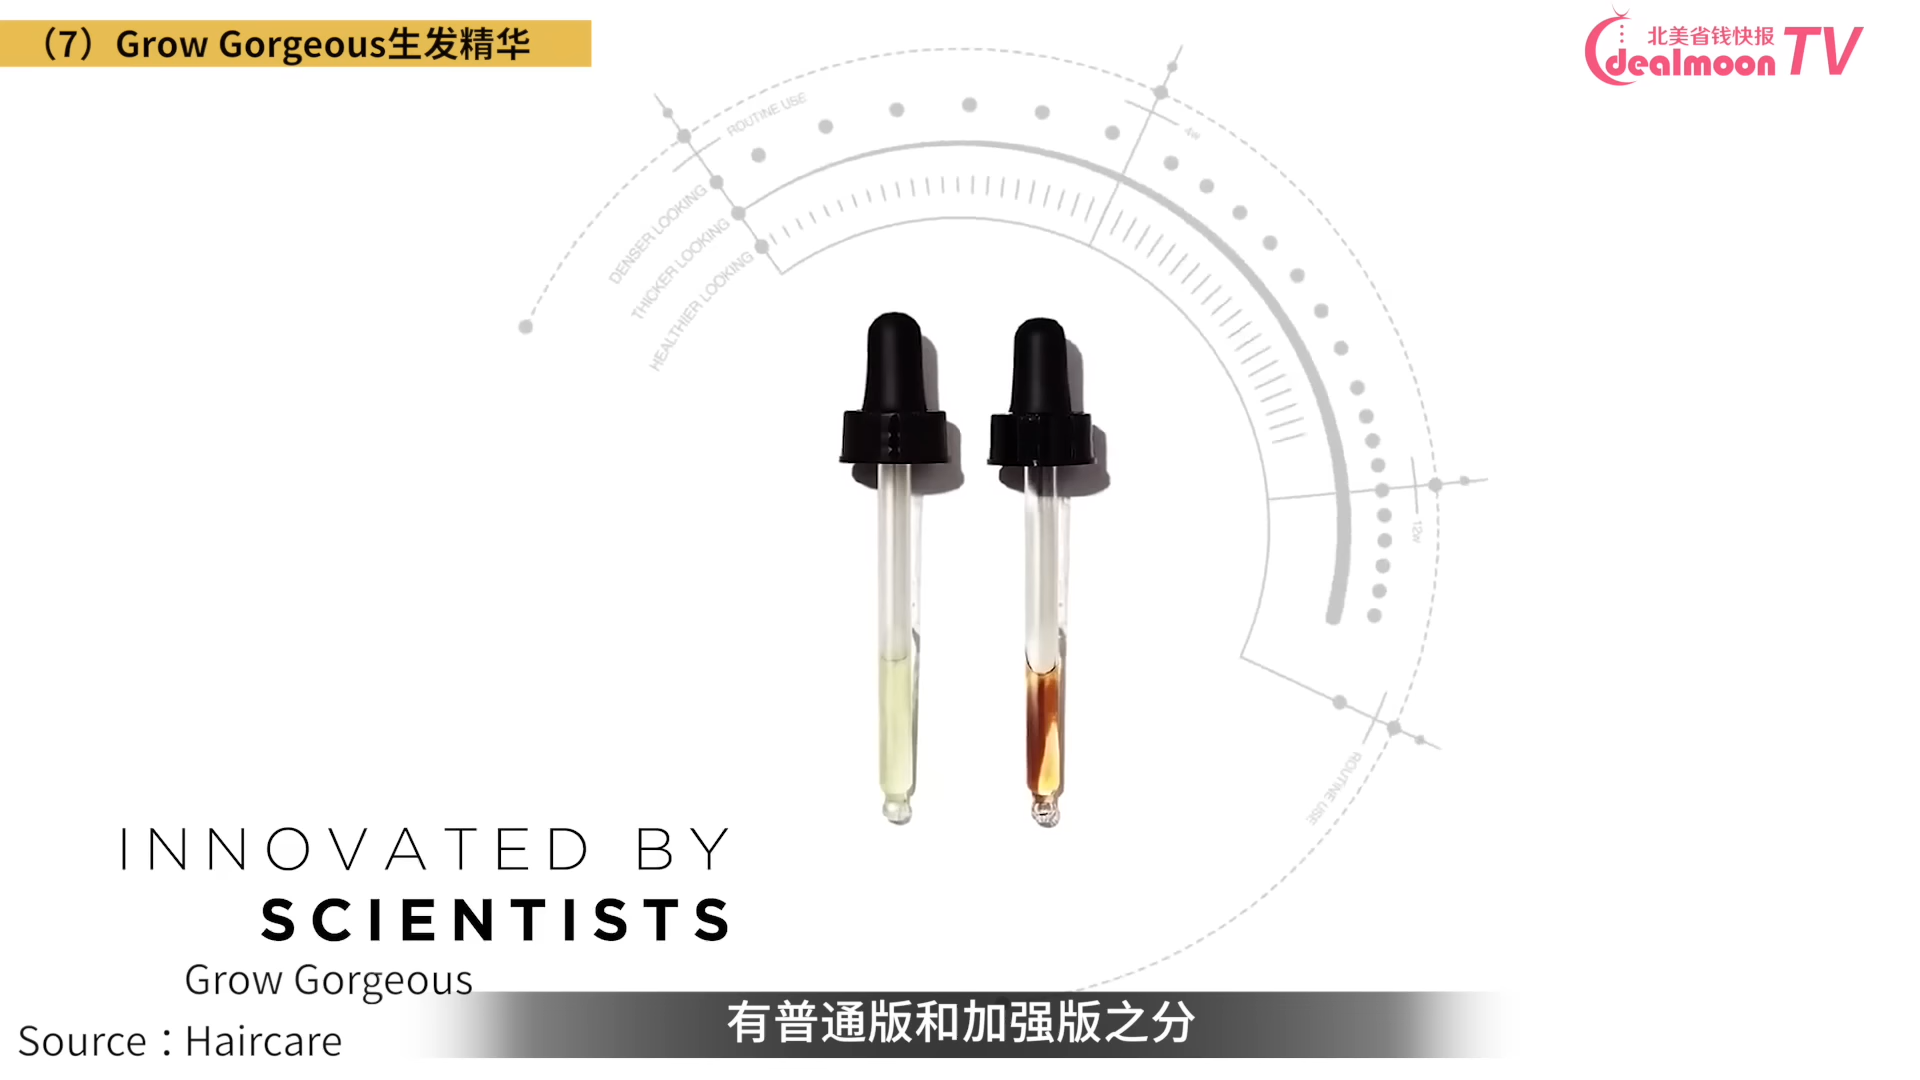 （7）Grow Gorgeous生发精华
北美省钱快报
dealmoon TV
ROUTINE USE
4w
DENSER LOOKING
THICKER LOOKING
HEALTHIER LOOKING
12w
ROUTINE USE
INNOVATED BY
SCIENTISTS
Grow Gorgeous
Source：Haircare
有普通版和加强版之分